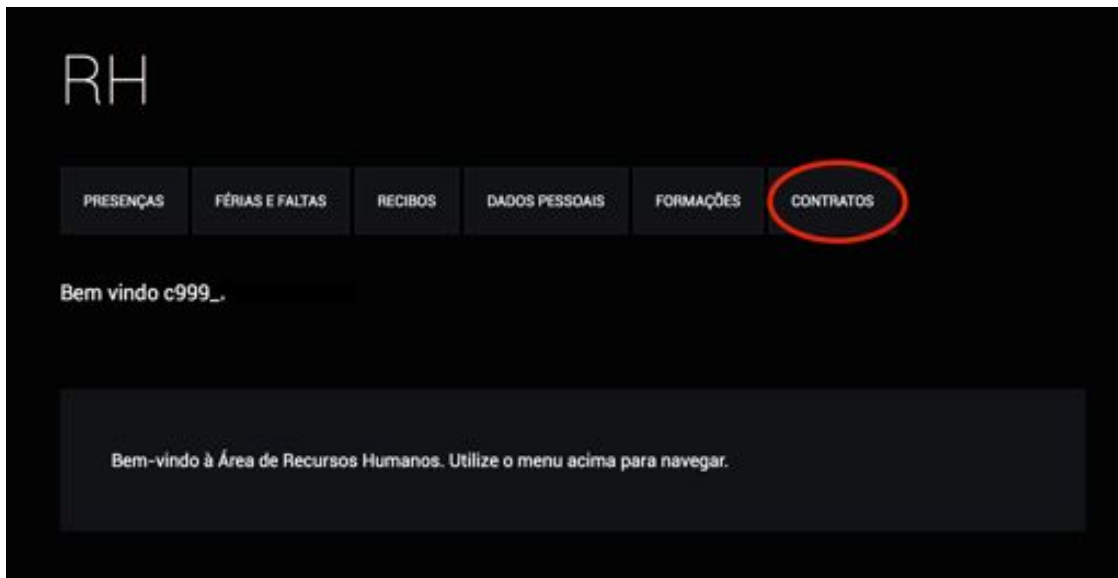 RH
PRESENÇAS FÉRIAS E FALTAS RECIBOS DADOS PESSOAIS FORMAÇÕES CONTRATOS
Bem vindo c999_.
Bem-vindo à Área de Recursos Humanos. Utilize o menu acima para navegar.